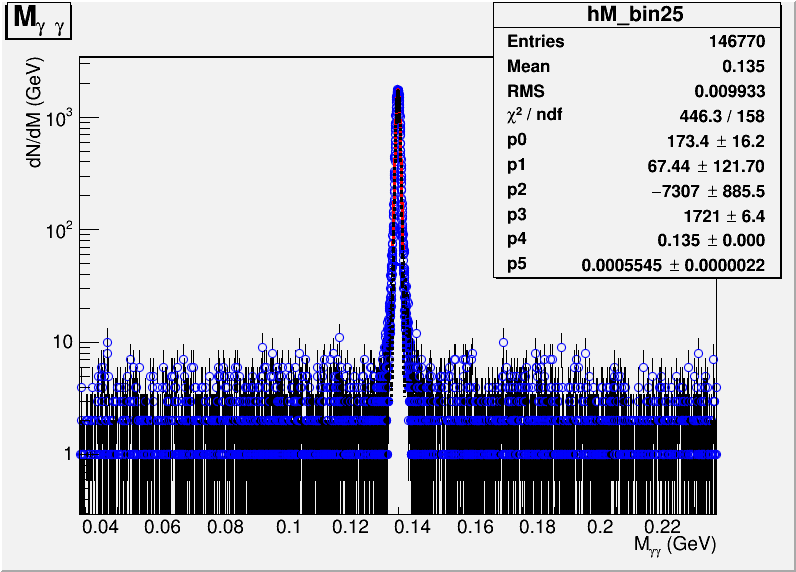 M γ γ
hM_bin25
Entries 146770
Mean 0.135
RMS 0.009933
χ² / ndf 446.3 / 158
p0 173.4 ± 16.2
p1 67.44 ± 121.70
p2 −7307 ± 885.5
p3 1721 ± 6.4
p4 0.135 ± 0.000
p5 0.0005545 ± 0.0000022
dN/dM (GeV)
10³
10²
10
1
0.04 0.06 0.08 0.1 0.12 0.14 0.16 0.18 0.2 0.22
Mγγ (GeV)